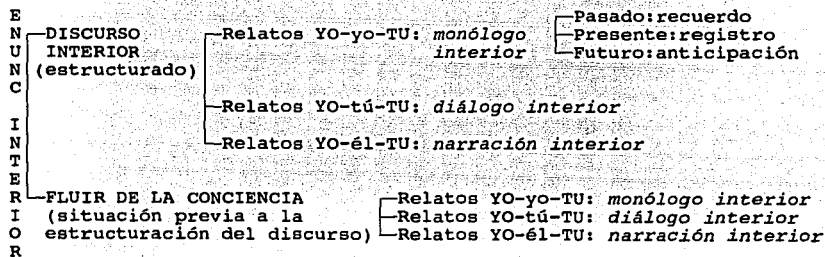 ENUNC INTERIOR
DISCURSO INTERIOR (estructurado)
Relatos YO-yo-TU: monólogo interior
Pasado:recuerdo
Presente:registro
Futuro:anticipación
Relatos YO-tú-TU: diálogo interior
Relatos YO-él-TU: narración interior
FLUIR DE LA CONCIENCIA
(situación previa a la
estructuración del discurso)
Relatos YO-yo-TU: monólogo interior
Relatos YO-tú-TU: diálogo interior
Relatos YO-él-TU: narración interior